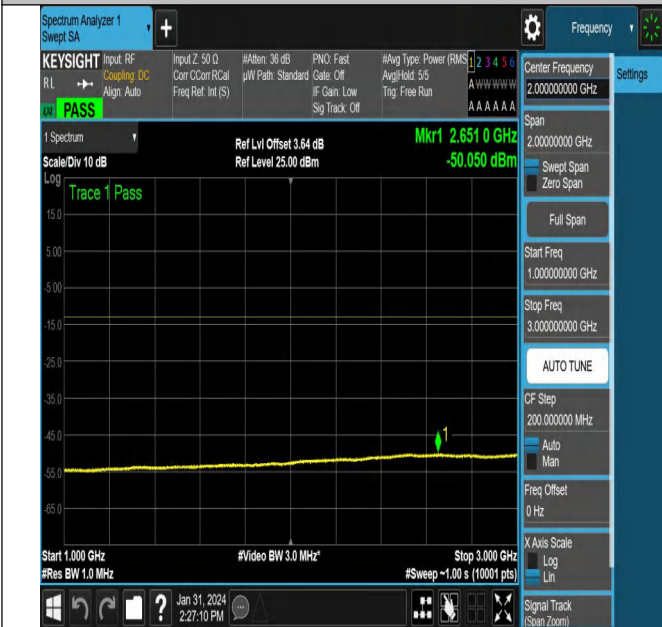 Spectrum Analyzer 1
Swept SA
+
Frequency
KEYSIGHT
RL
PASS
Input: RF
Coupling: DC
Align: Auto
Input Z: 50 Ω
Corr CCorr RCal
Freq Ref: Int (S)
#Atten: 36 dB
µW Path: Standard
PNO: Fast
Gate: Off
IF Gain: Low
Sig Track: Off
#Avg Type: Power (RMS
Avg|Hold: 5/5
Trig: Free Run
1 2 3 4 5 6
A W W W W W
A A A A A A
1 Spectrum
Scale/Div 10 dB
Log
Ref Lvl Offset 3.64 dB
Ref Level 25.00 dBm
Mkr1 2.651 0 GHz
-50.050 dBm
Trace 1 Pass
15.0
5.00
-5.00
-15.0
-25.0
-35.0
-45.0
-55.0
-65.0
1
Start 1.000 GHz
#Res BW 1.0 MHz
#Video BW 3.0 MHz*
Stop 3.000 GHz
#Sweep ~1.00 s (10001 pts)
Jan 31, 2024
2:27:10 PM
Center Frequency
2.000000000 GHz
Settings
Span
2.00000000 GHz
Swept Span
Zero Span
Full Span
Start Freq
1.000000000 GHz
Stop Freq
3.000000000 GHz
AUTO TUNE
CF Step
200.000000 MHz
Auto
Man
Freq Offset
0 Hz
X Axis Scale
Log
Lin
Signal Track
(Span Zoom)